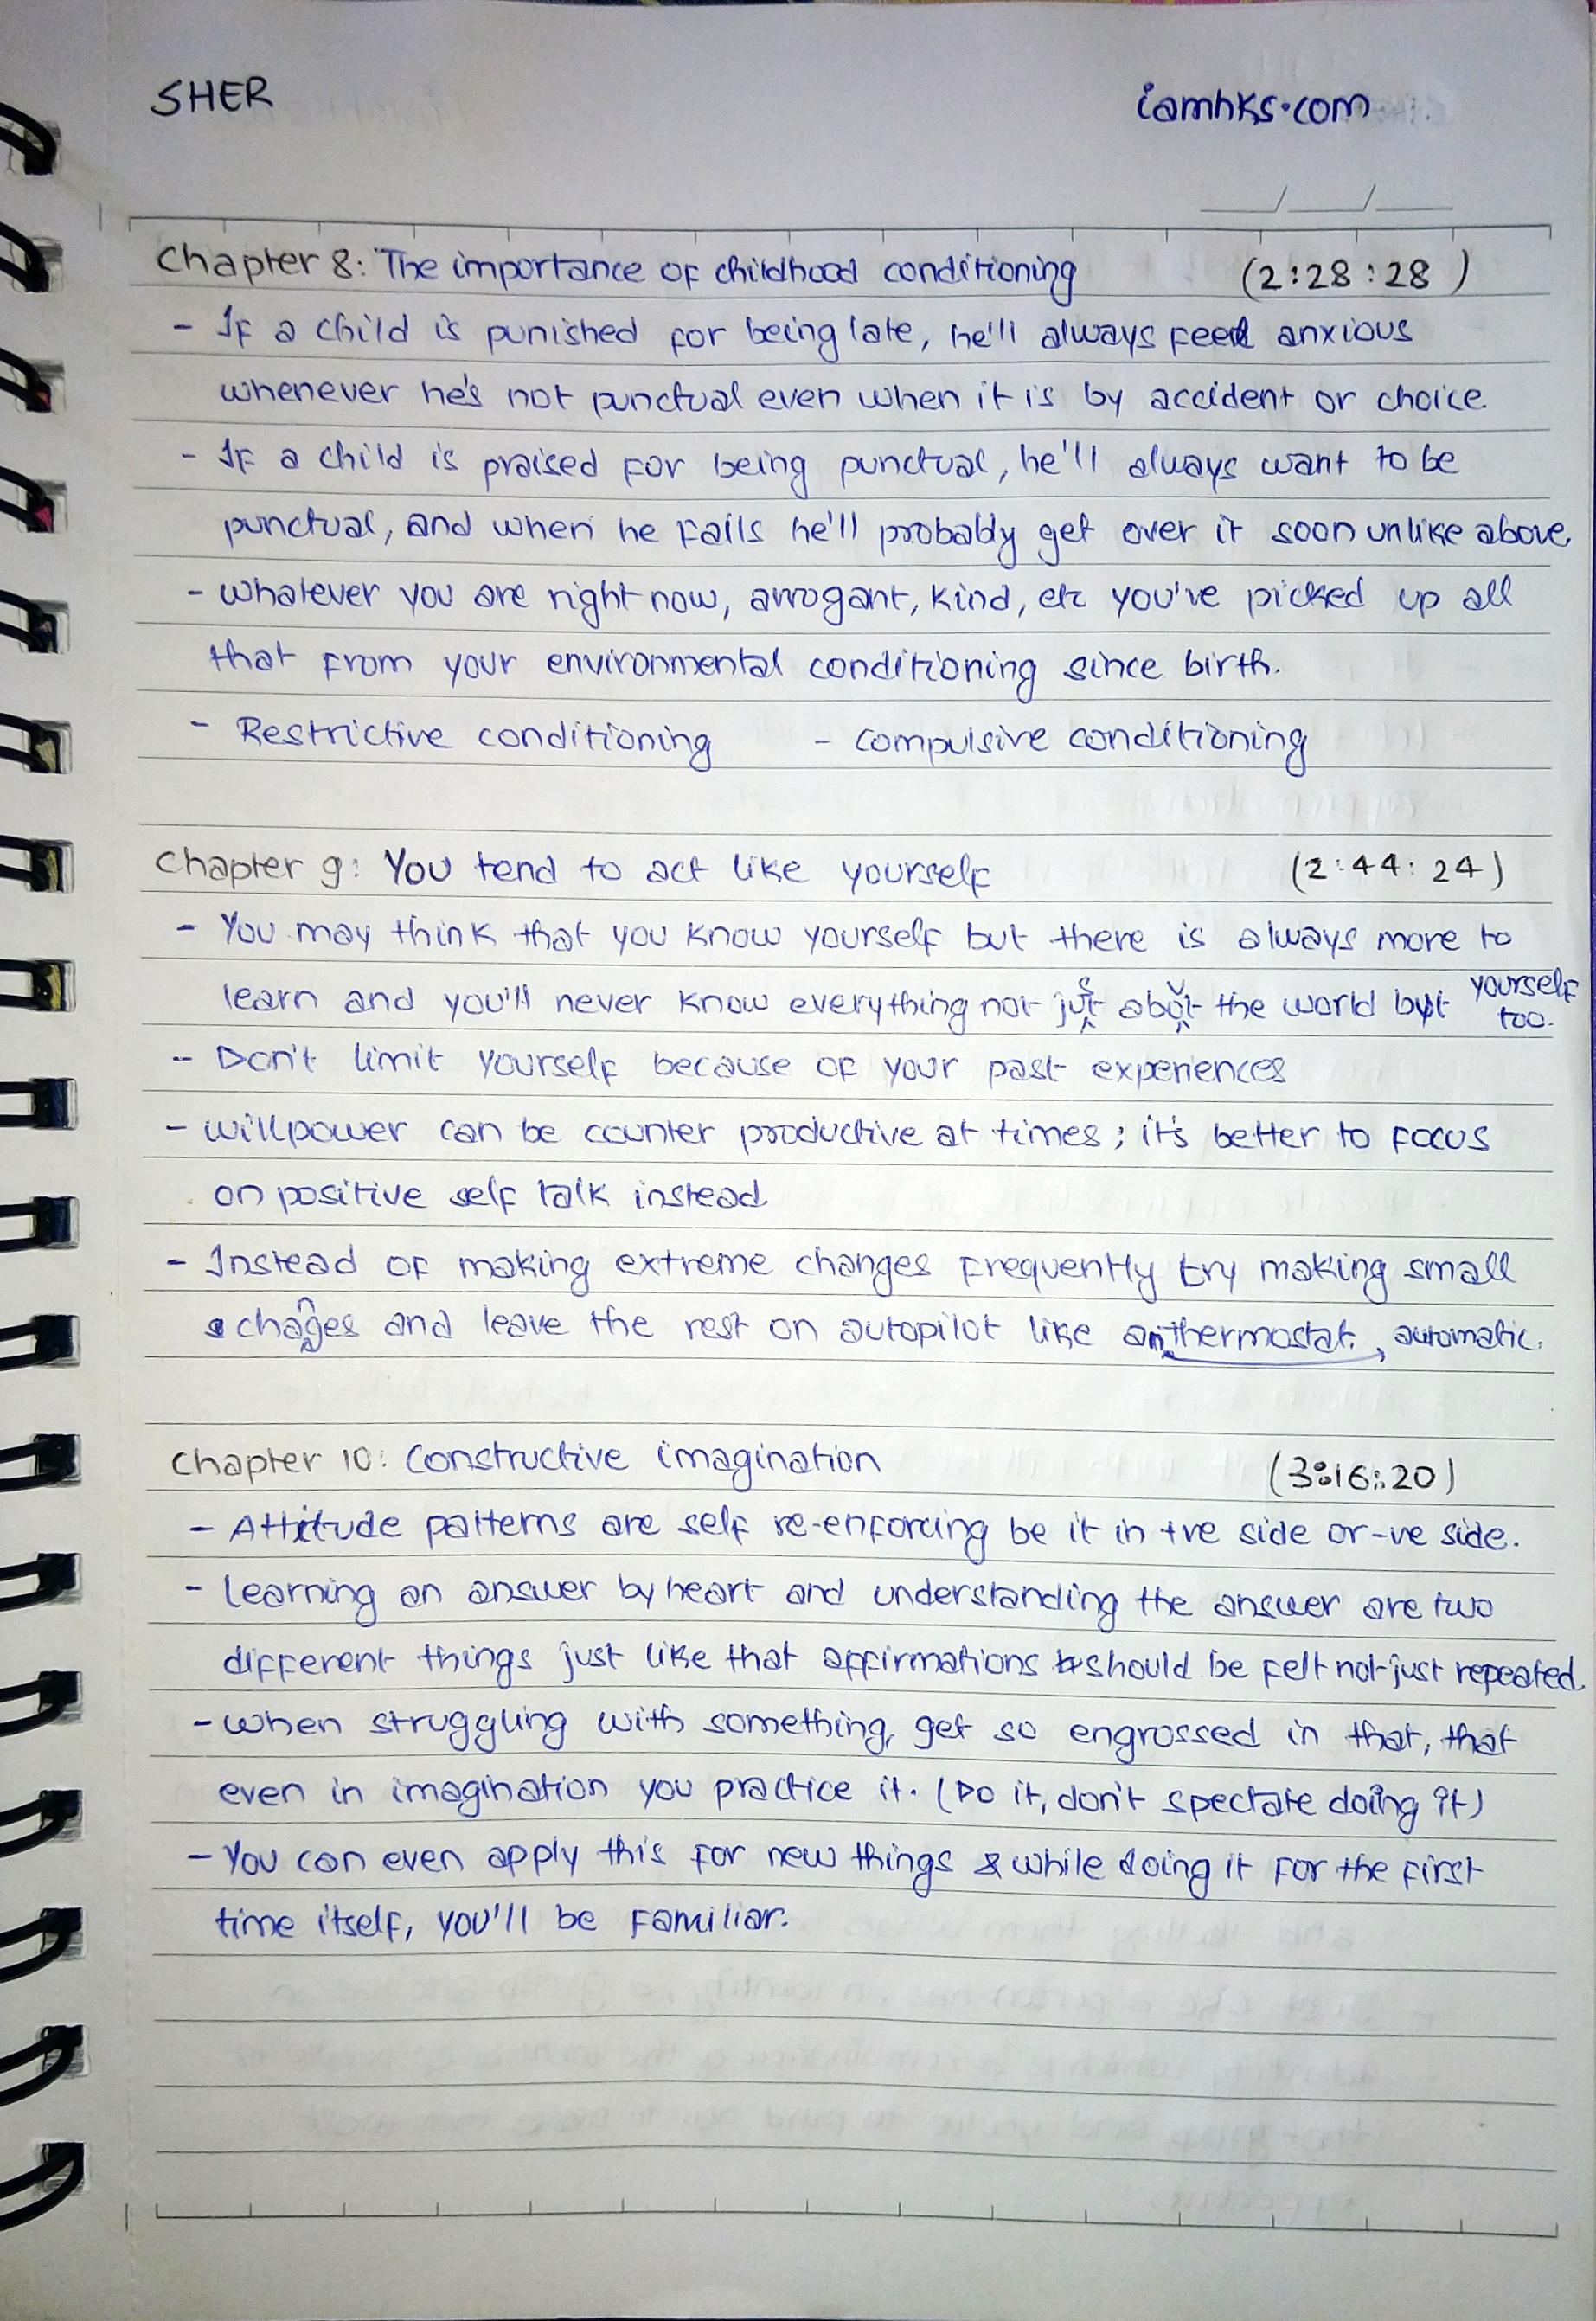 SHER
iamhks.com
Chapter 8: The importance of childhood conditioning (2:28:28)
- If a child is punished for being late, he'll always feel anxious
whenever he's not punctual even when it is by accident or choice.
- If a child is praised for being punctual, he'll always want to be
punctual, and when he fails he'll probably get over it soon unlike above.
- Whatever you are right now, arrogant, kind, etc you've picked up all
that from your environmental conditioning since birth.
- Restrictive conditioning - compulsive conditioning
Chapter 9: You tend to act like yourself (2:44:24)
- You may think that you know yourself but there is always more to
learn and you'll never know everything not just about the world but yourself too.
- Don't limit yourself because of your past experiences
- willpower can be counter productive at times; it's better to focus
on positive self talk instead.
- Instead of making extreme changes frequently try making small
changes and leave the rest on autopilot like an thermostat, automatic.
Chapter 10: Constructive imagination (3:16:20)
- Attitude patterns are self re-enforcing be it in +ve side or -ve side.
- Learning an answer by heart and understanding the answer are two
different things just like that affirmations should be felt not just repeated.
- When struggling with something, get so engrossed in that, that
even in imagination you practice it. (Do it, don't spectate doing it)
- You can even apply this for new things & while doing it for the first
time itself, you'll be familiar.